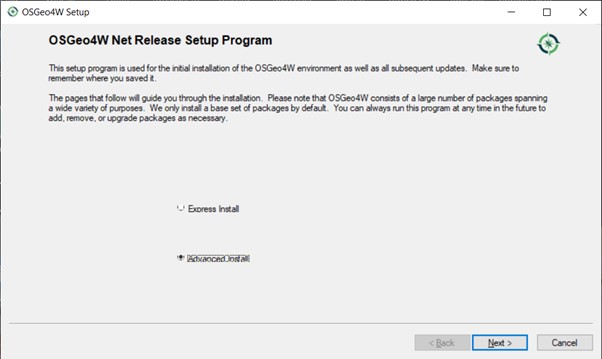 OSGeo4W Setup
OSGeo4W Net Release Setup Program
This setup program is used for the initial installation of the OSGeo4W environment as well as all subsequent updates. Make sure to
remember where you saved it.
The pages that follow will guide you through the installation. Please note that OSGeo4W consists of a large number of packages spanning
a wide variety of purposes. We only install a base set of packages by default. You can always run this program at any time in the future to
add, remove, or upgrade packages as necessary.
Express Install
Advanced Install
< Back Next > Cancel